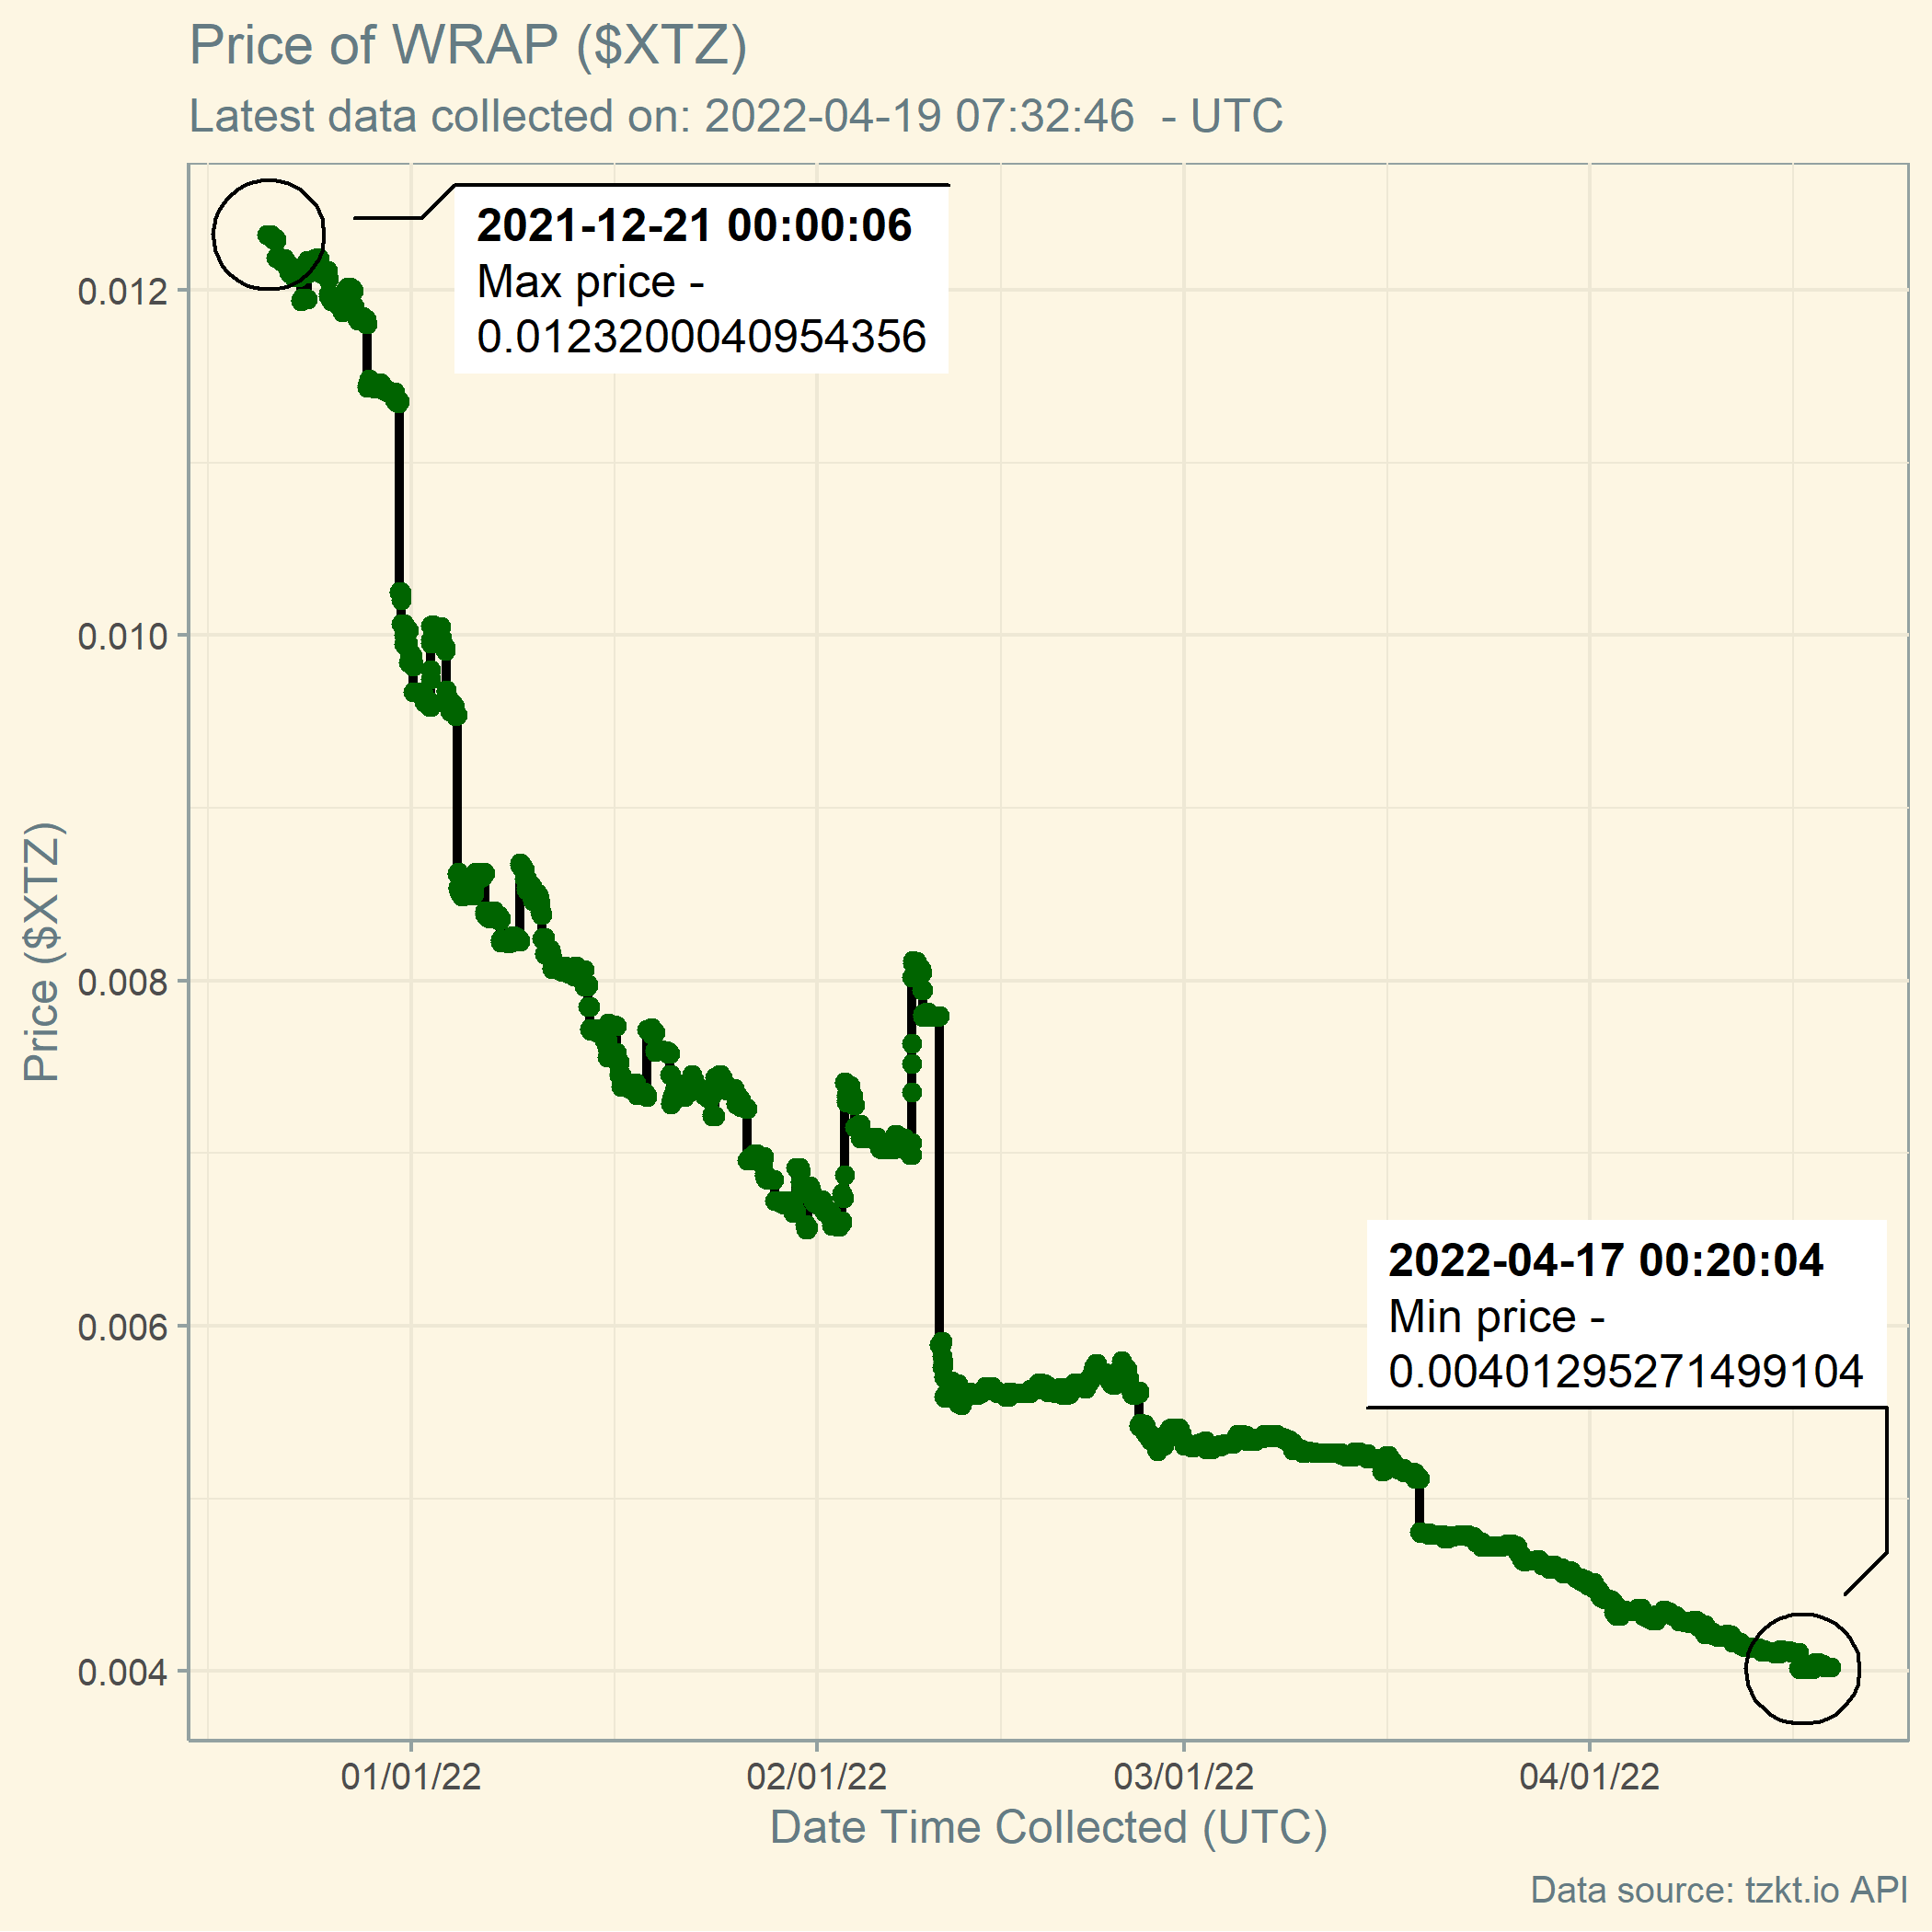 Price of WRAP ($XTZ)
Latest data collected on: 2022-04-19 07:32:46  - UTC
2021-12-21 00:00:06
Max price -
0.0123200040954356
0.012
0.010
0.008
0.006
0.004
Price ($XTZ)
2022-04-17 00:20:04
Min price -
0.00401295271499104
01/01/22
02/01/22
03/01/22
04/01/22
Date Time Collected (UTC)
Data source: tzkt.io API